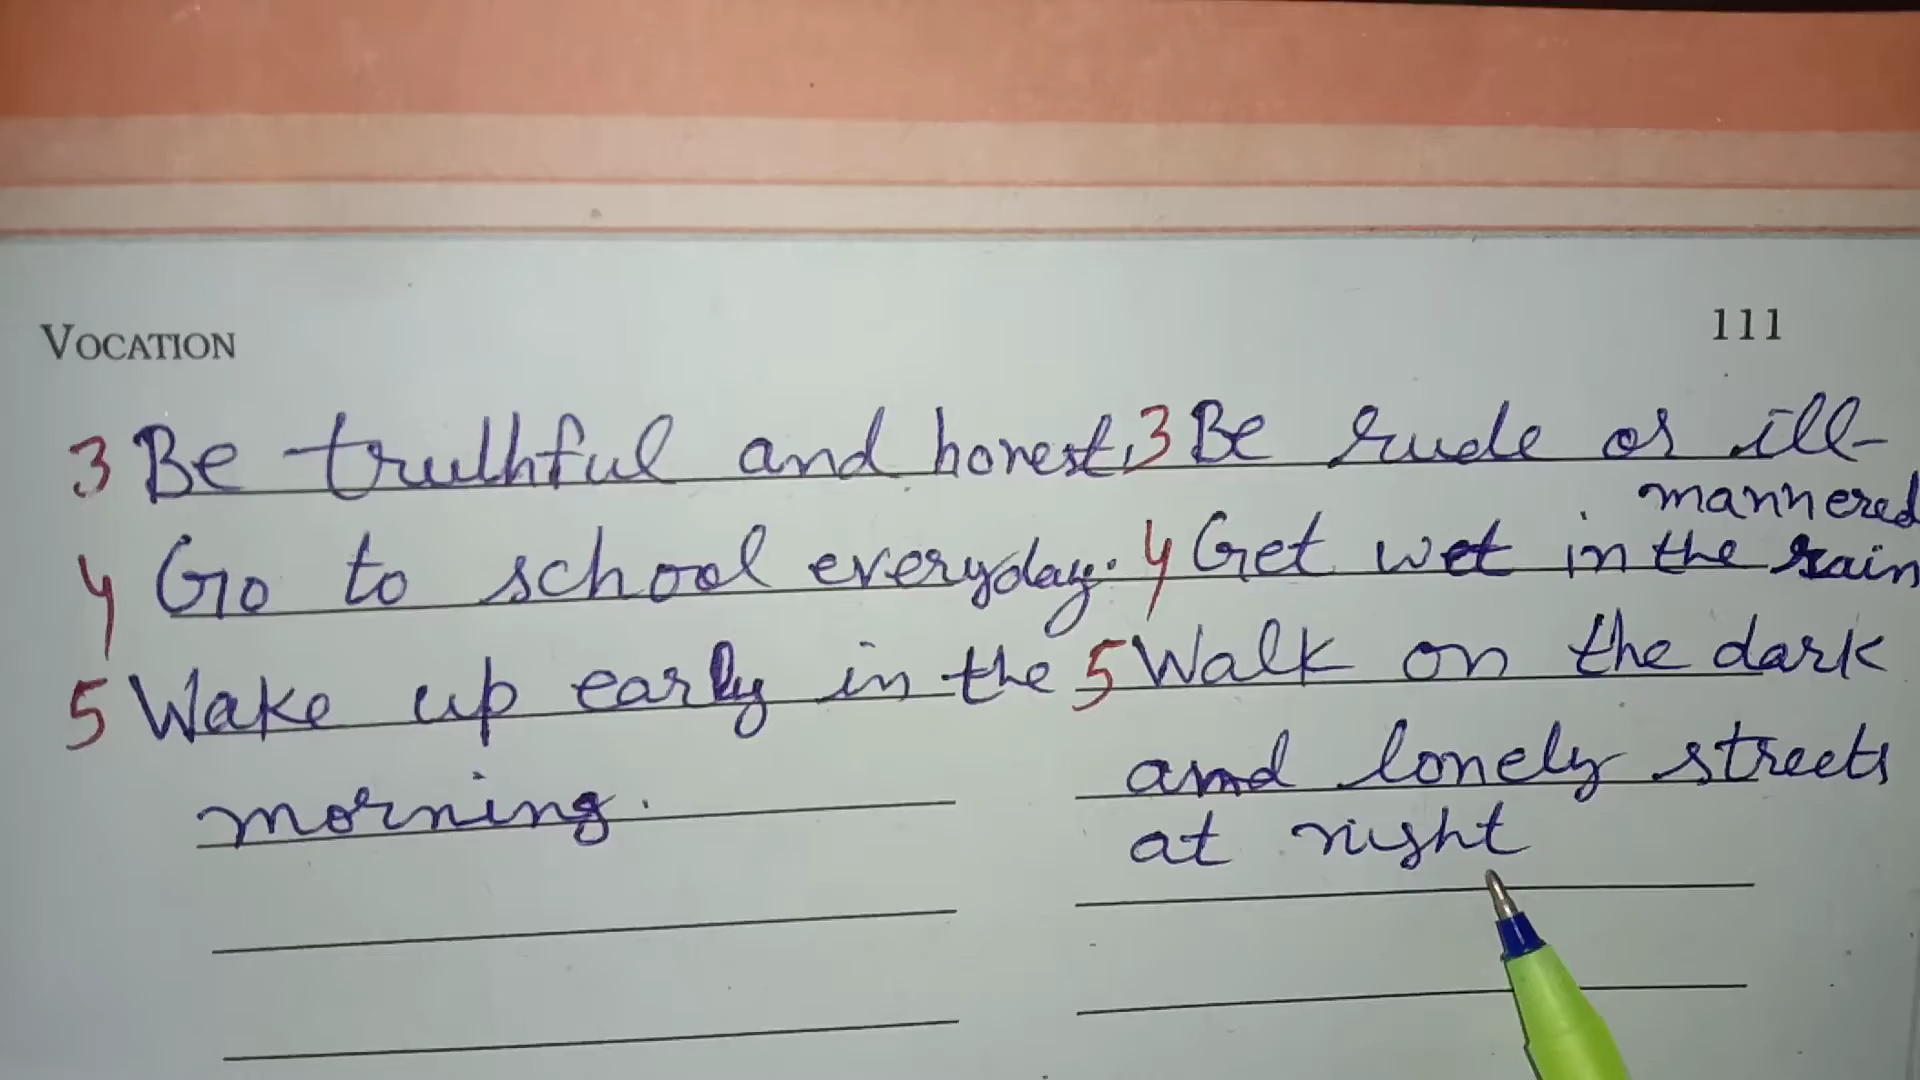 VOCATION 111
3 Be truthful and honest.
4 Go to school everyday.
5 Wake up early in the
morning.
3 Be rude or ill-
mannered
4 Get wet in the rain
5 Walk on the dark
and lonely streets
at night